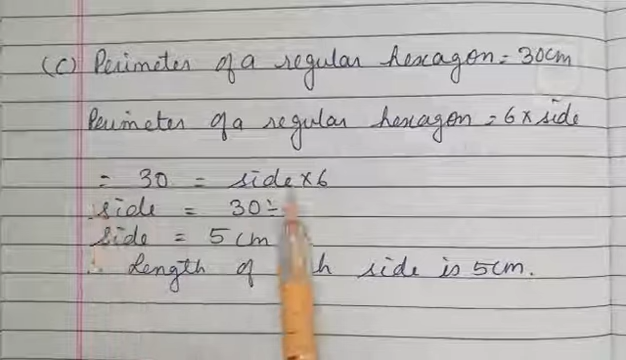 (c) Perimeter of a regular hexagon = 30cm
Perimeter of a regular hexagon = 6 x side
= 30 = side x 6
side = 30 ÷
side = 5 cm
∴ Length of side is 5cm.